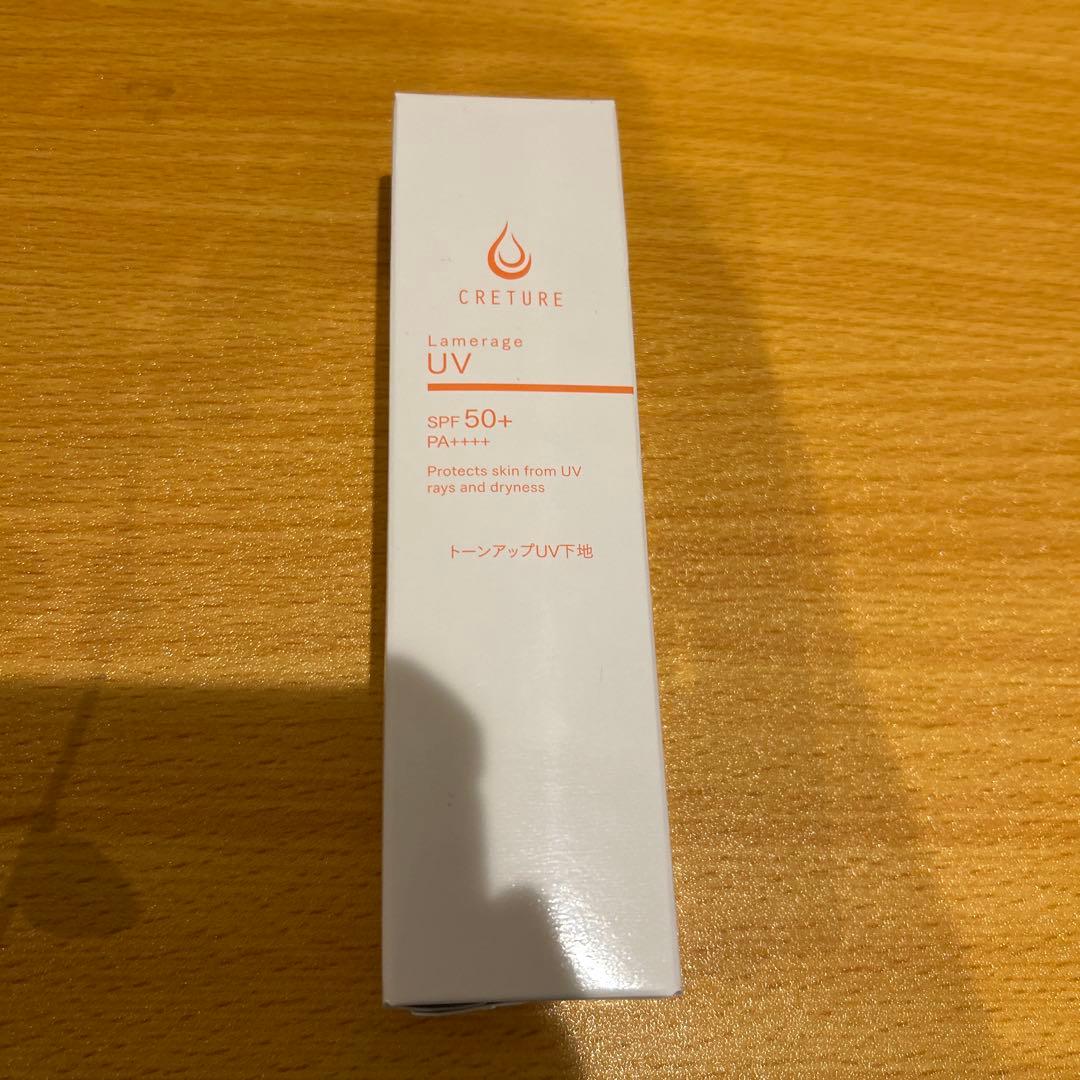 CRETURE
Lamerage
UV
SPF 50+
PA++++
Protects skin from UV
rays and dryness
トーンアップUV下地